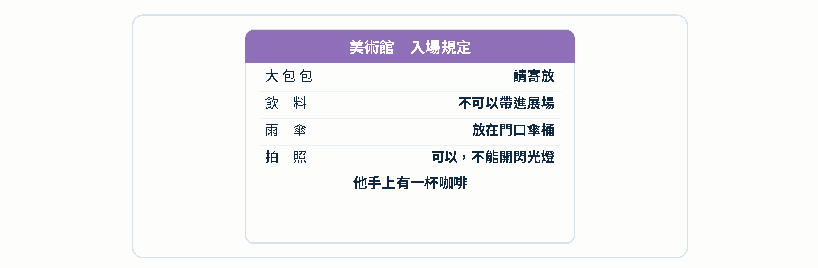 美術館　入場規定
大包包　請寄放
飲　料　不可以帶進展場
雨　傘　放在門口傘桶
拍　照　可以，不能開閃光燈
他手上有一杯咖啡